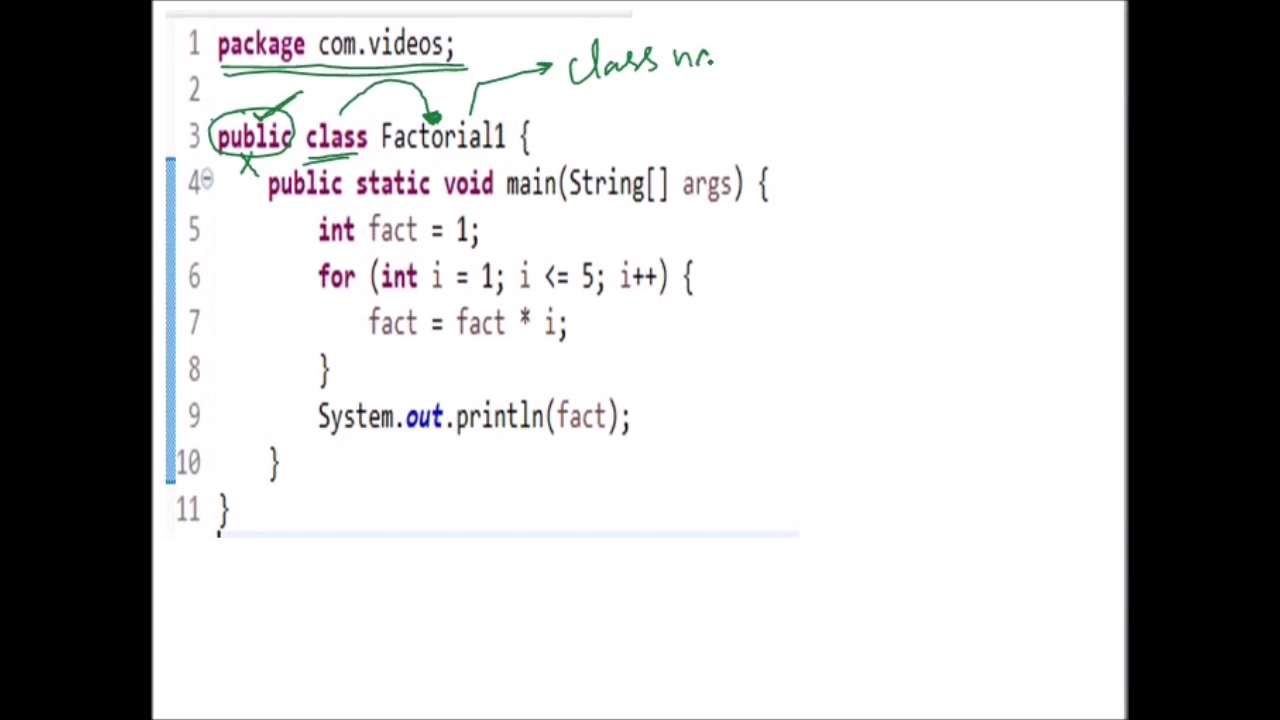 1 package com.videos;
class
2
3 public class Factorial1 {
4 public static void main(String[] args) {
5 int fact = 1;
6 for (int i = 1; i <= 5; i++) {
7 fact = fact * i;
8 }
9 System.out.println(fact);
10 }
11 }